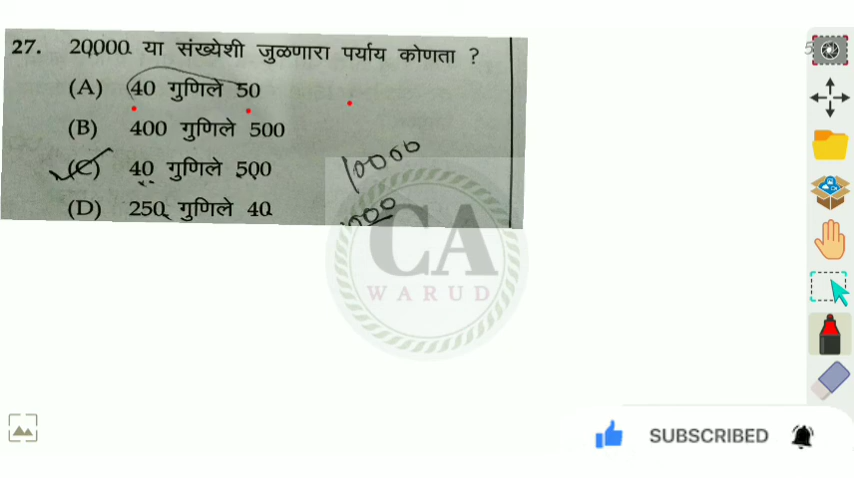 27. 20000 या संख्येशी जुळणारा पर्याय कोणता ?
(A) 40 गुणिले 50
(B) 400 गुणिले 500
(C) 40 गुणिले 500
(D) 250 गुणिले 40
10000
CA
WARUD
SUBSCRIBED